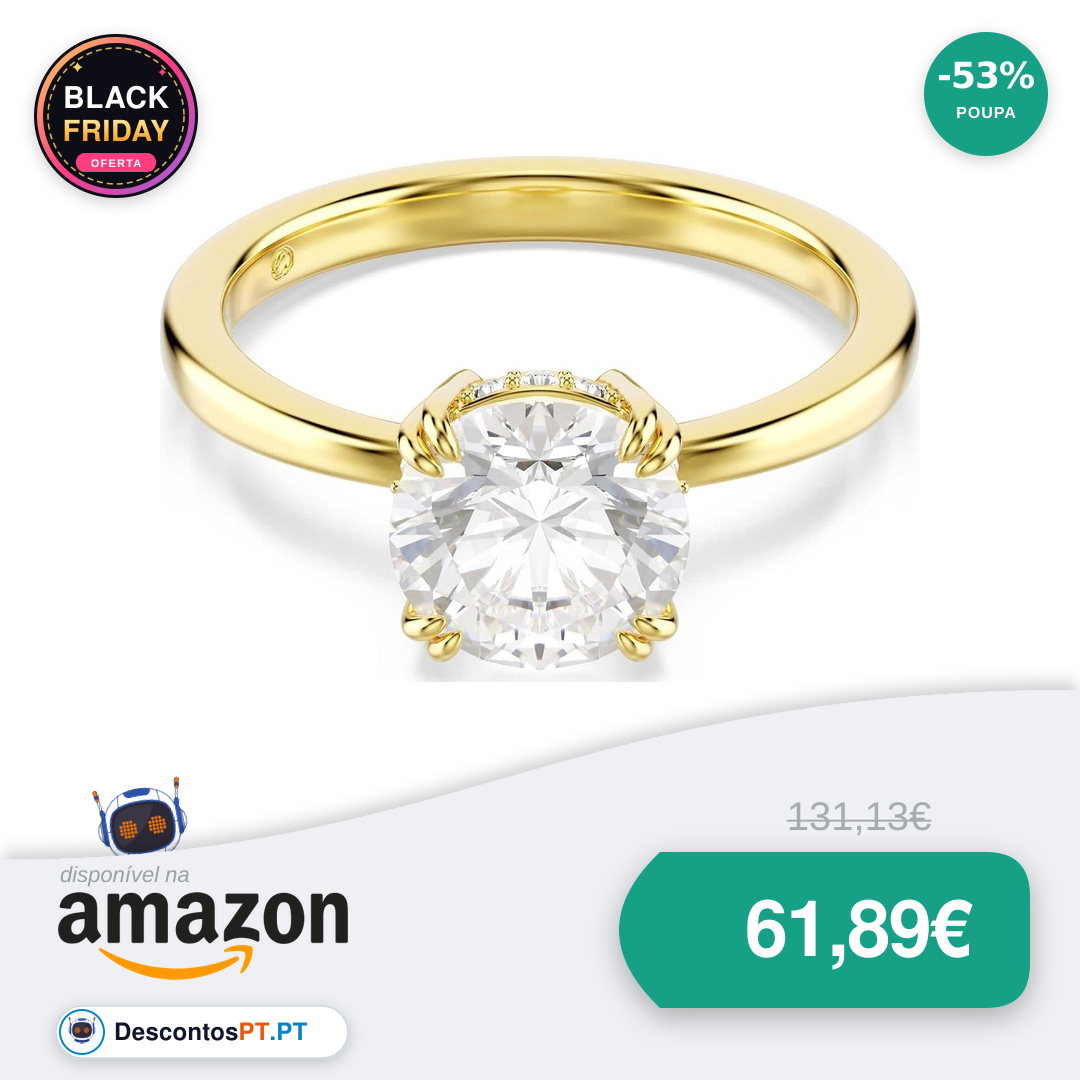 BLACK
FRIDAY
OFERTA
-53%
POUPA
131,13€
61,89€
disponível na
amazon
DescontosPT.PT